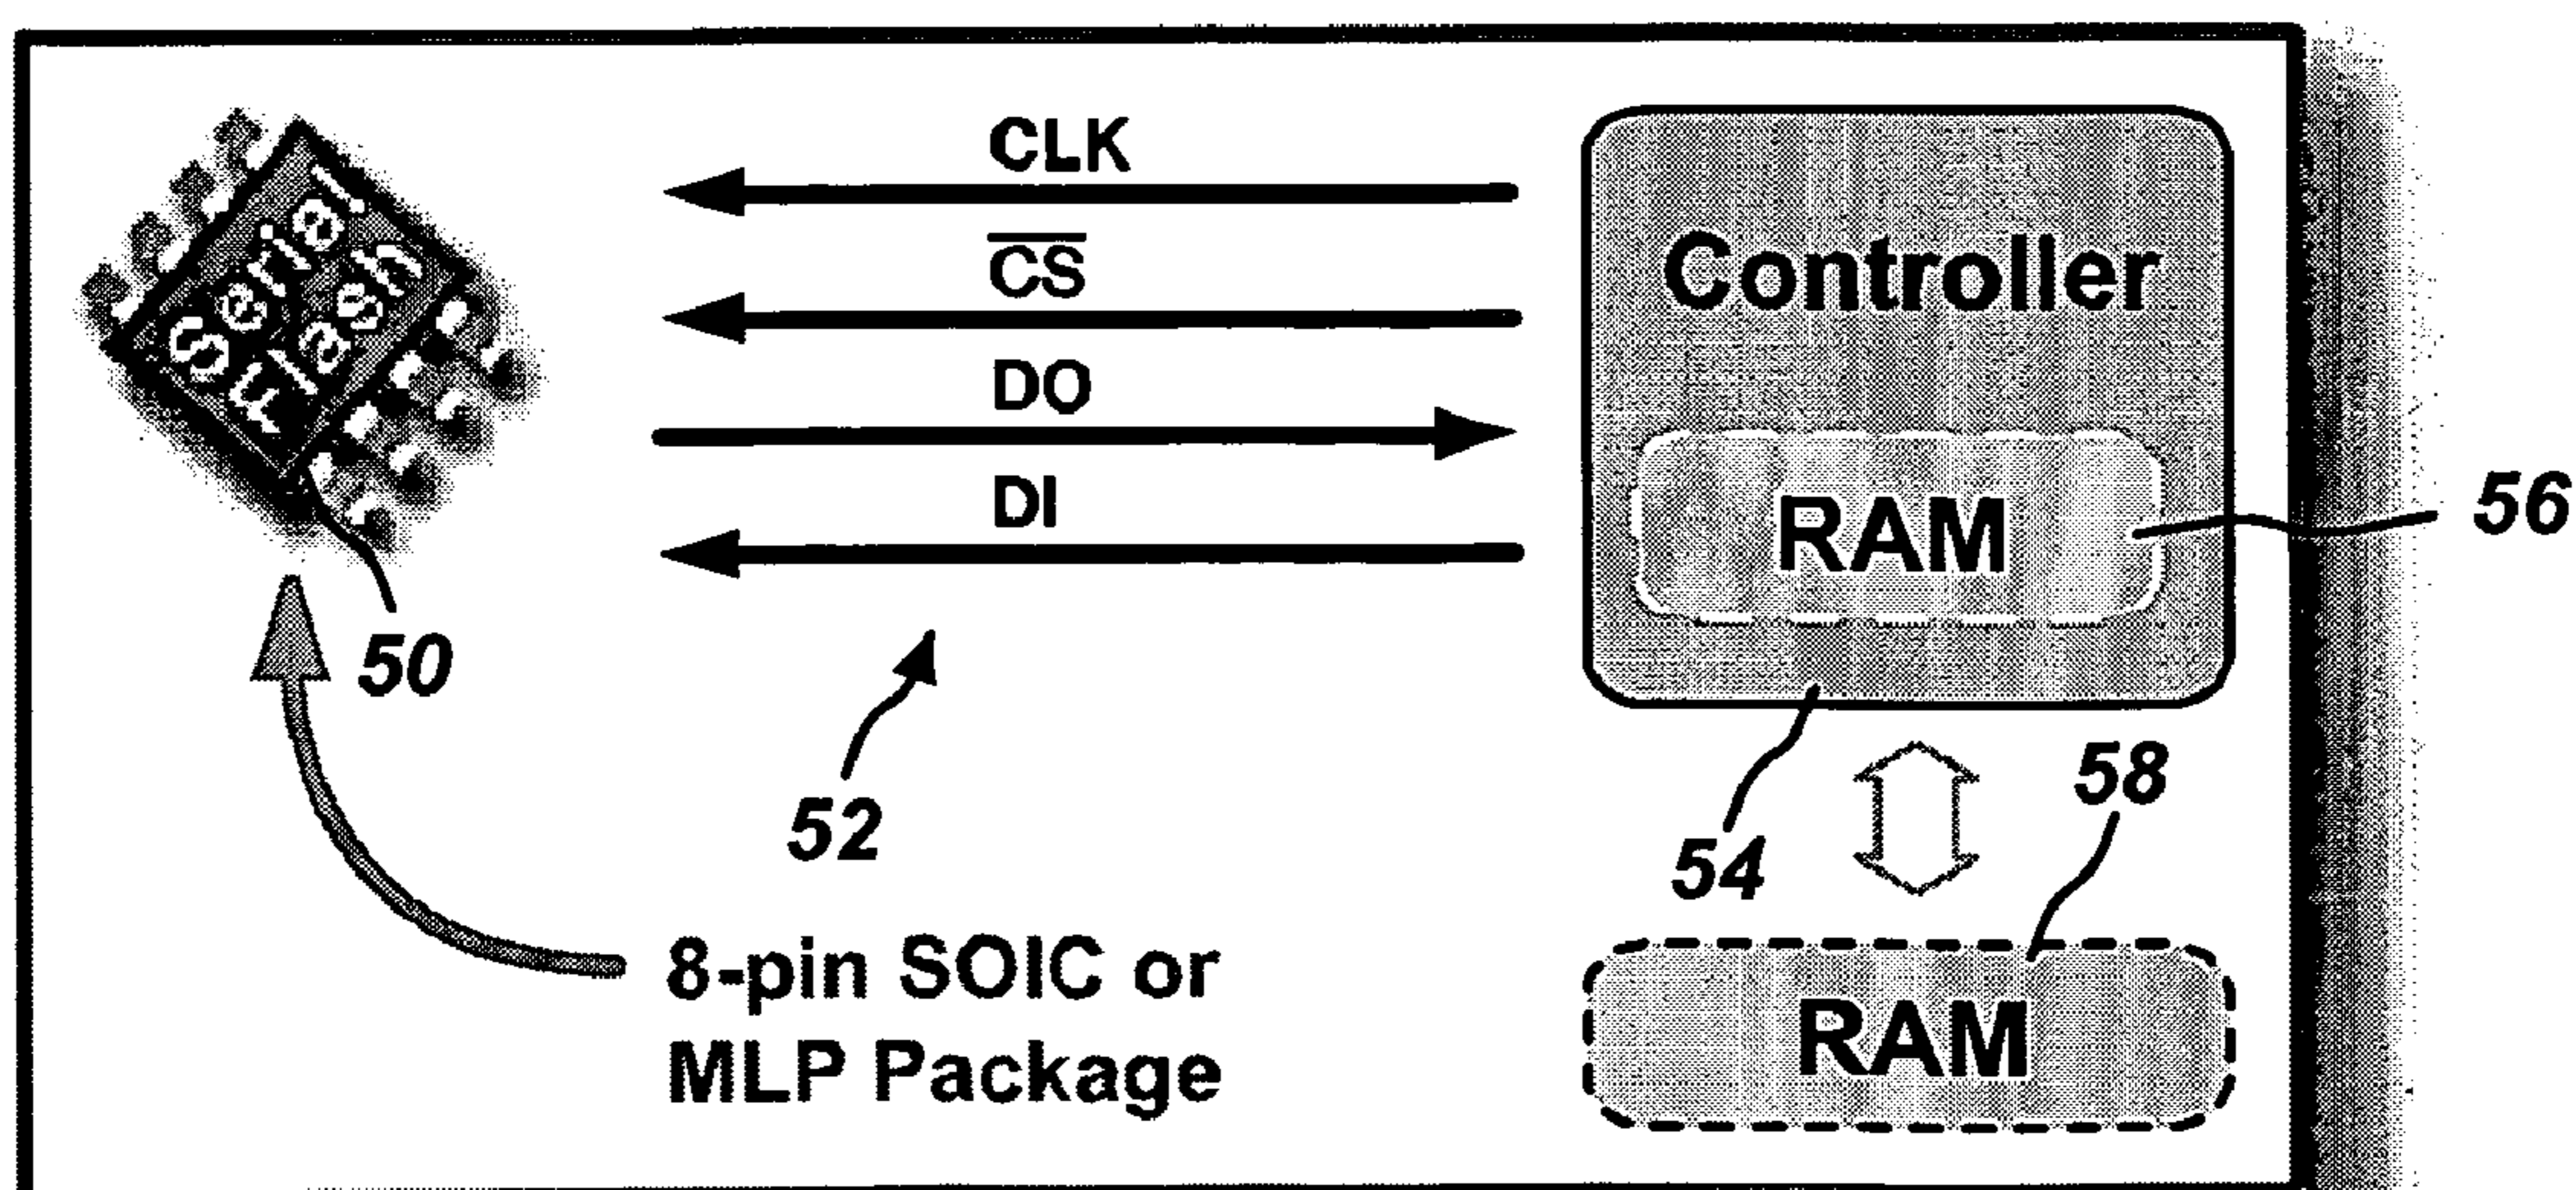 Serial
Flash
CLK
C̅S̅
DO
DI
Controller
RAM
56
50
52
54
58
8-pin SOIC or
MLP Package
RAM